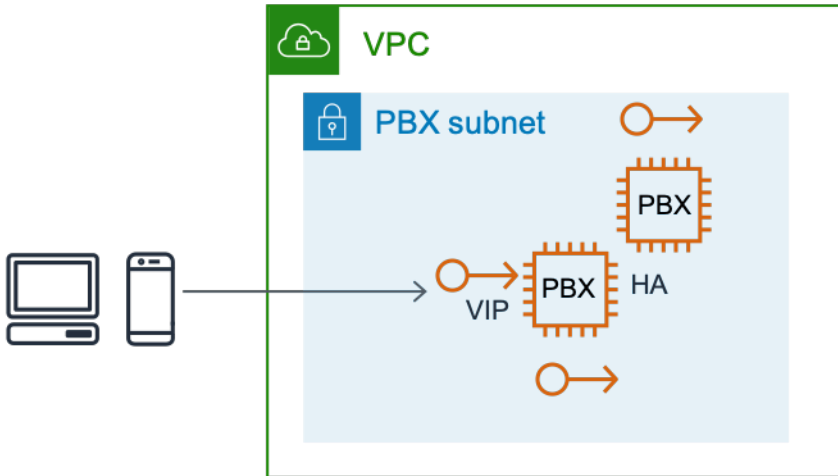 VPC
PBX subnet
PBX
PBX
HA
VIP